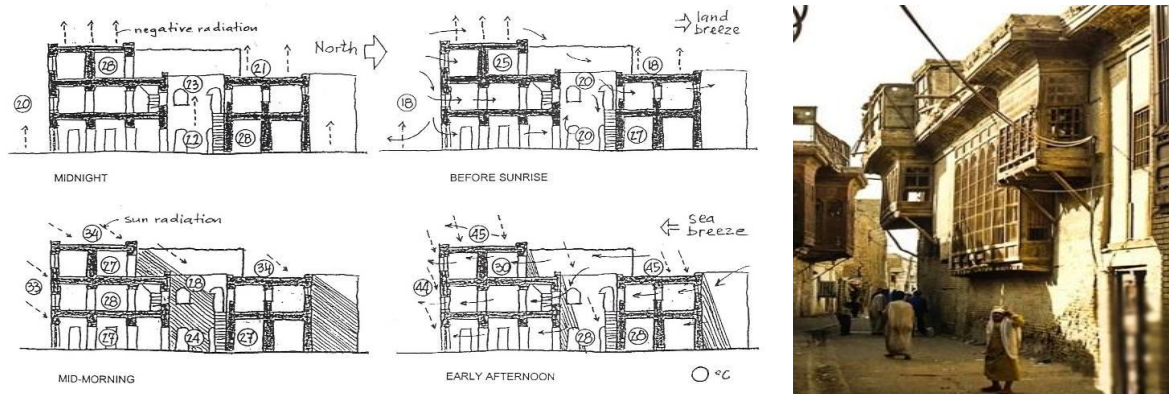 negative radiation
North
28
21
23
20
22
28
MIDNIGHT
land
breeze
25
20
18
18
20
27
BEFORE SUNRISE
sun radiation
34
27
34
33
28
28
27
24
27
MID-MORNING
sea
breeze
45
30
45
44
28
EARLY AFTERNOON
°C